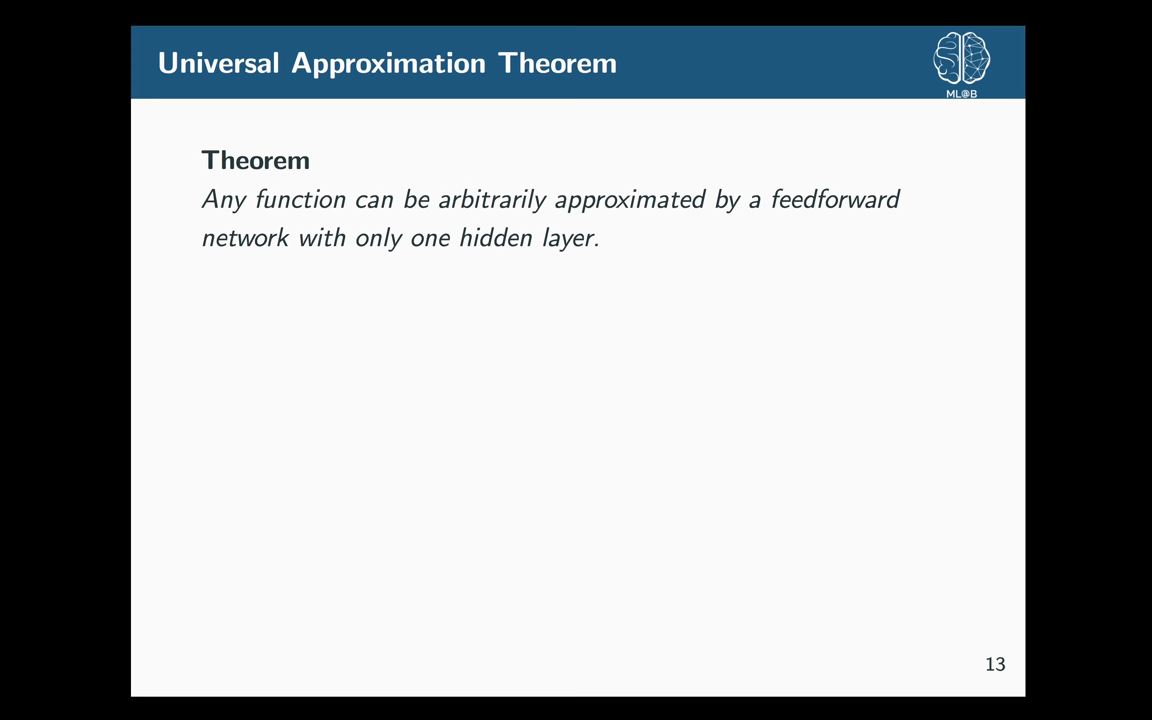 Universal Approximation Theorem
ML@B
Theorem
Any function can be arbitrarily approximated by a feedforward
network with only one hidden layer.
13